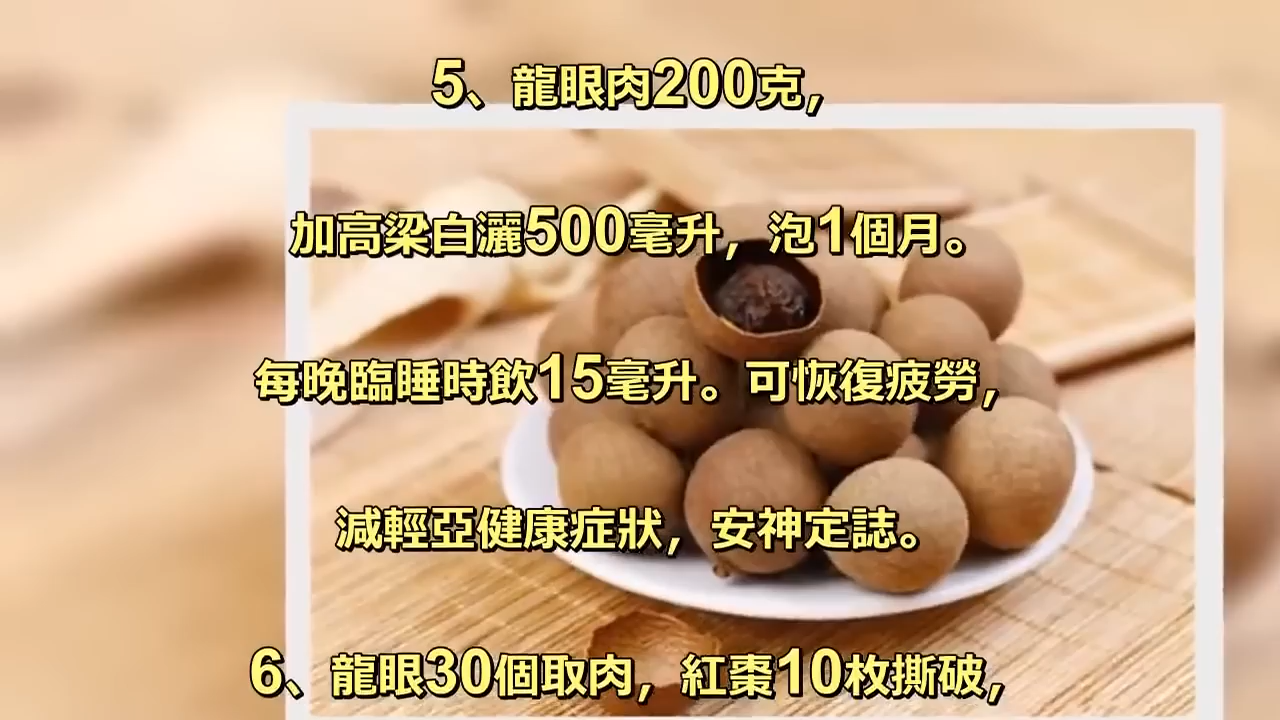 5、龍眼肉200克，
加高梁白灑500毫升，泡1個月。
每晚臨睡時飲15毫升。可恢復疲勞，
減輕亞健康症狀，安神定誌。
6、龍眼30個取肉，紅棗10枚撕破，